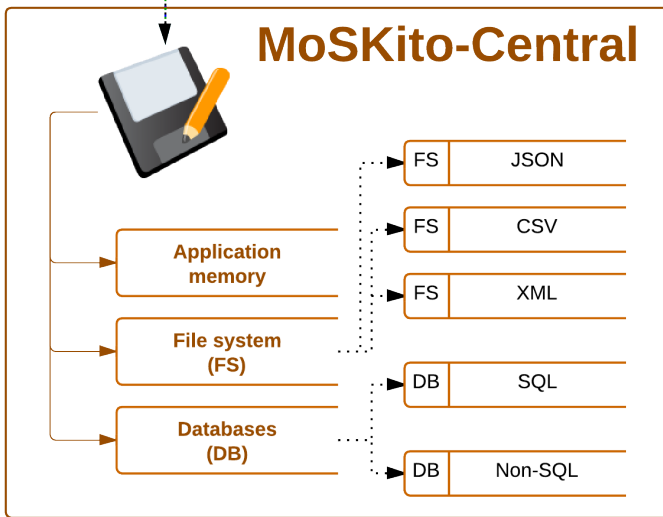 MoSKito-Central
Application
memory
File system
(FS)
Databases
(DB)
FS JSON
FS CSV
FS XML
DB SQL
DB Non-SQL